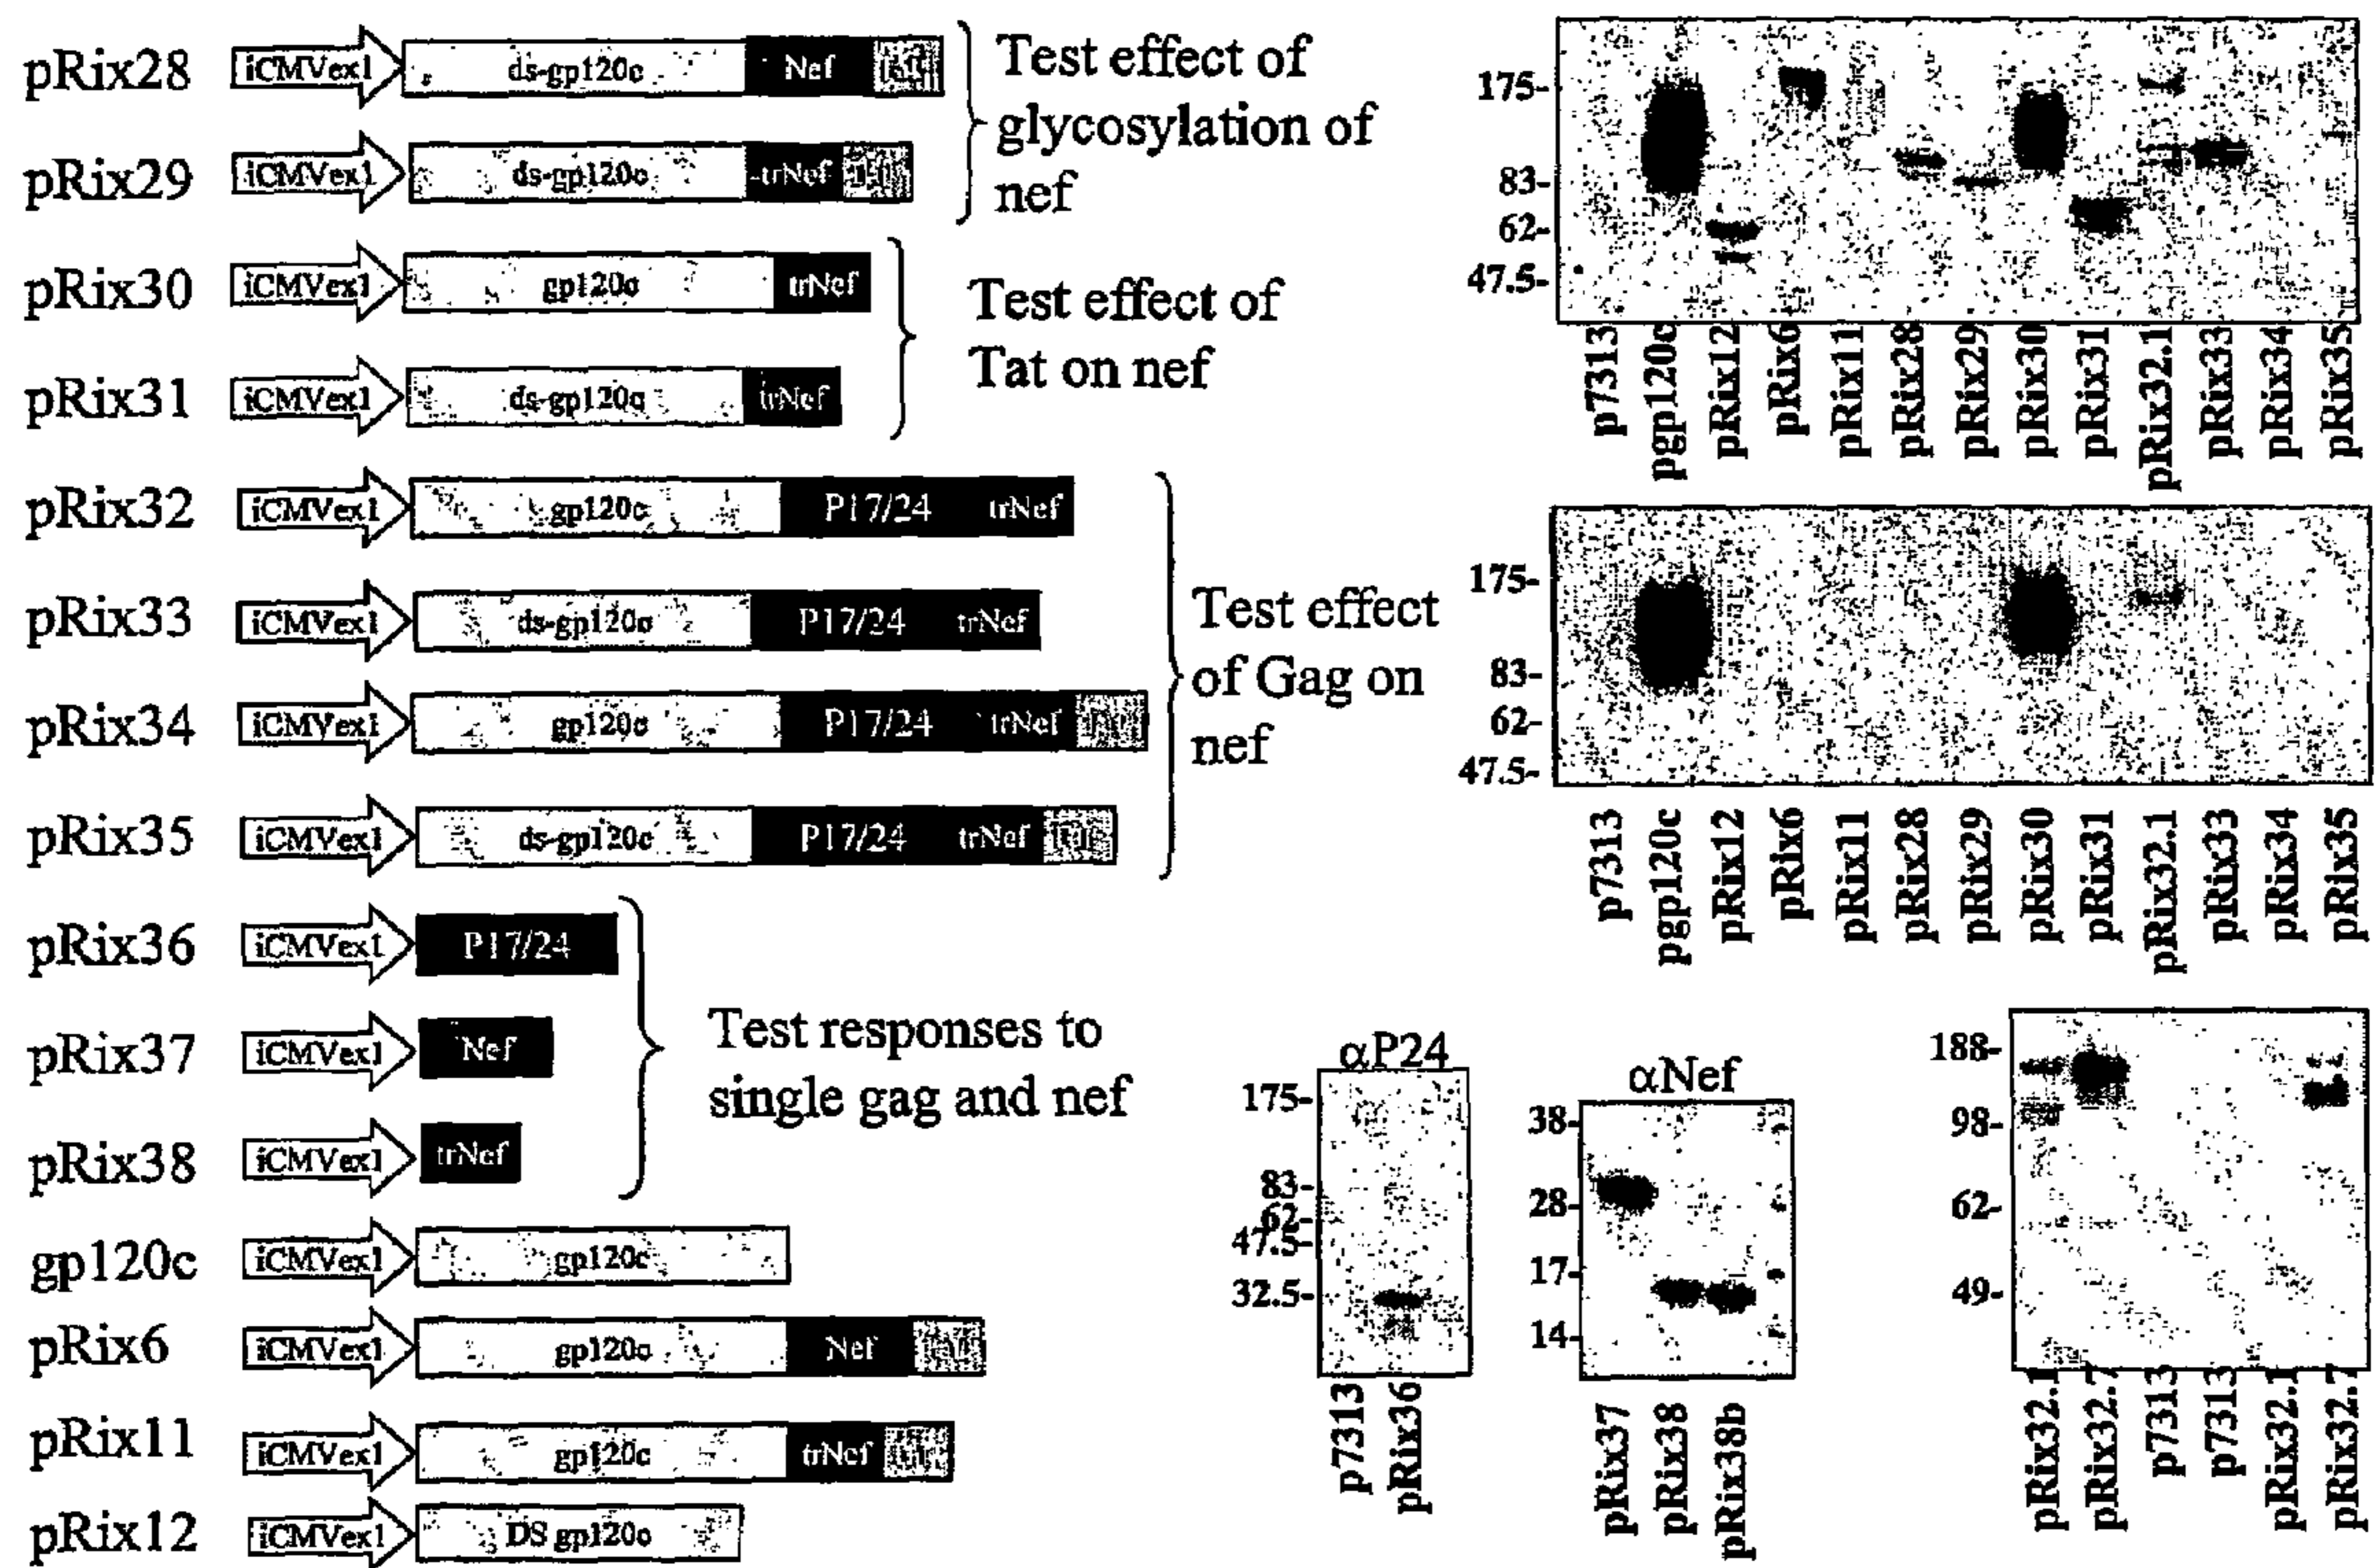 pRix28 iCMVex1 ds-gp120c Nef
pRix29 iCMVex1 ds-gp120c trNef
Test effect of
glycosylation of
nef
pRix30 iCMVex1 gp120c trNef
pRix31 iCMVex1 ds-gp120c trNef
Test effect of
Tat on nef
pRix32 iCMVex1 gp120c P17/24 trNef
pRix33 iCMVex1 ds-gp120c P17/24 trNef
pRix34 iCMVex1 gp120c P17/24 trNef
pRix35 iCMVex1 ds-gp120c P17/24 trNef
Test effect
of Gag on
nef
pRix36 iCMVex1 P17/24
pRix37 iCMVex1 Nef
pRix38 iCMVex1 trNef
Test responses to
single gag and nef
gp120c iCMVex1 gp120c
pRix6 iCMVex1 gp120c Nef
pRix11 iCMVex1 gp120c trNef
pRix12 iCMVex1 DS gp120c
175-
83-
62-
47.5-
p7313 pgp120c pRix12 pRix6 pRix11 pRix28 pRix29 pRix30 pRix31 pRix32.1 pRix33 pRix34 pRix35
175-
83-
62-
47.5-
p7313 pgp120c pRix12 pRix6 pRix11 pRix28 pRix29 pRix30 pRix31 pRix32.1 pRix33 pRix34 pRix35
αP24
175-
83-
62-
47.5-
32.5-
p7313 pRix36
αNef
38-
28-
17-
14-
pRix37 pRix38 pRix38b
188-
98-
62-
49-
pRix32.1 pRix32.7 p7313 p7313 pRix32.1 pRix32.7